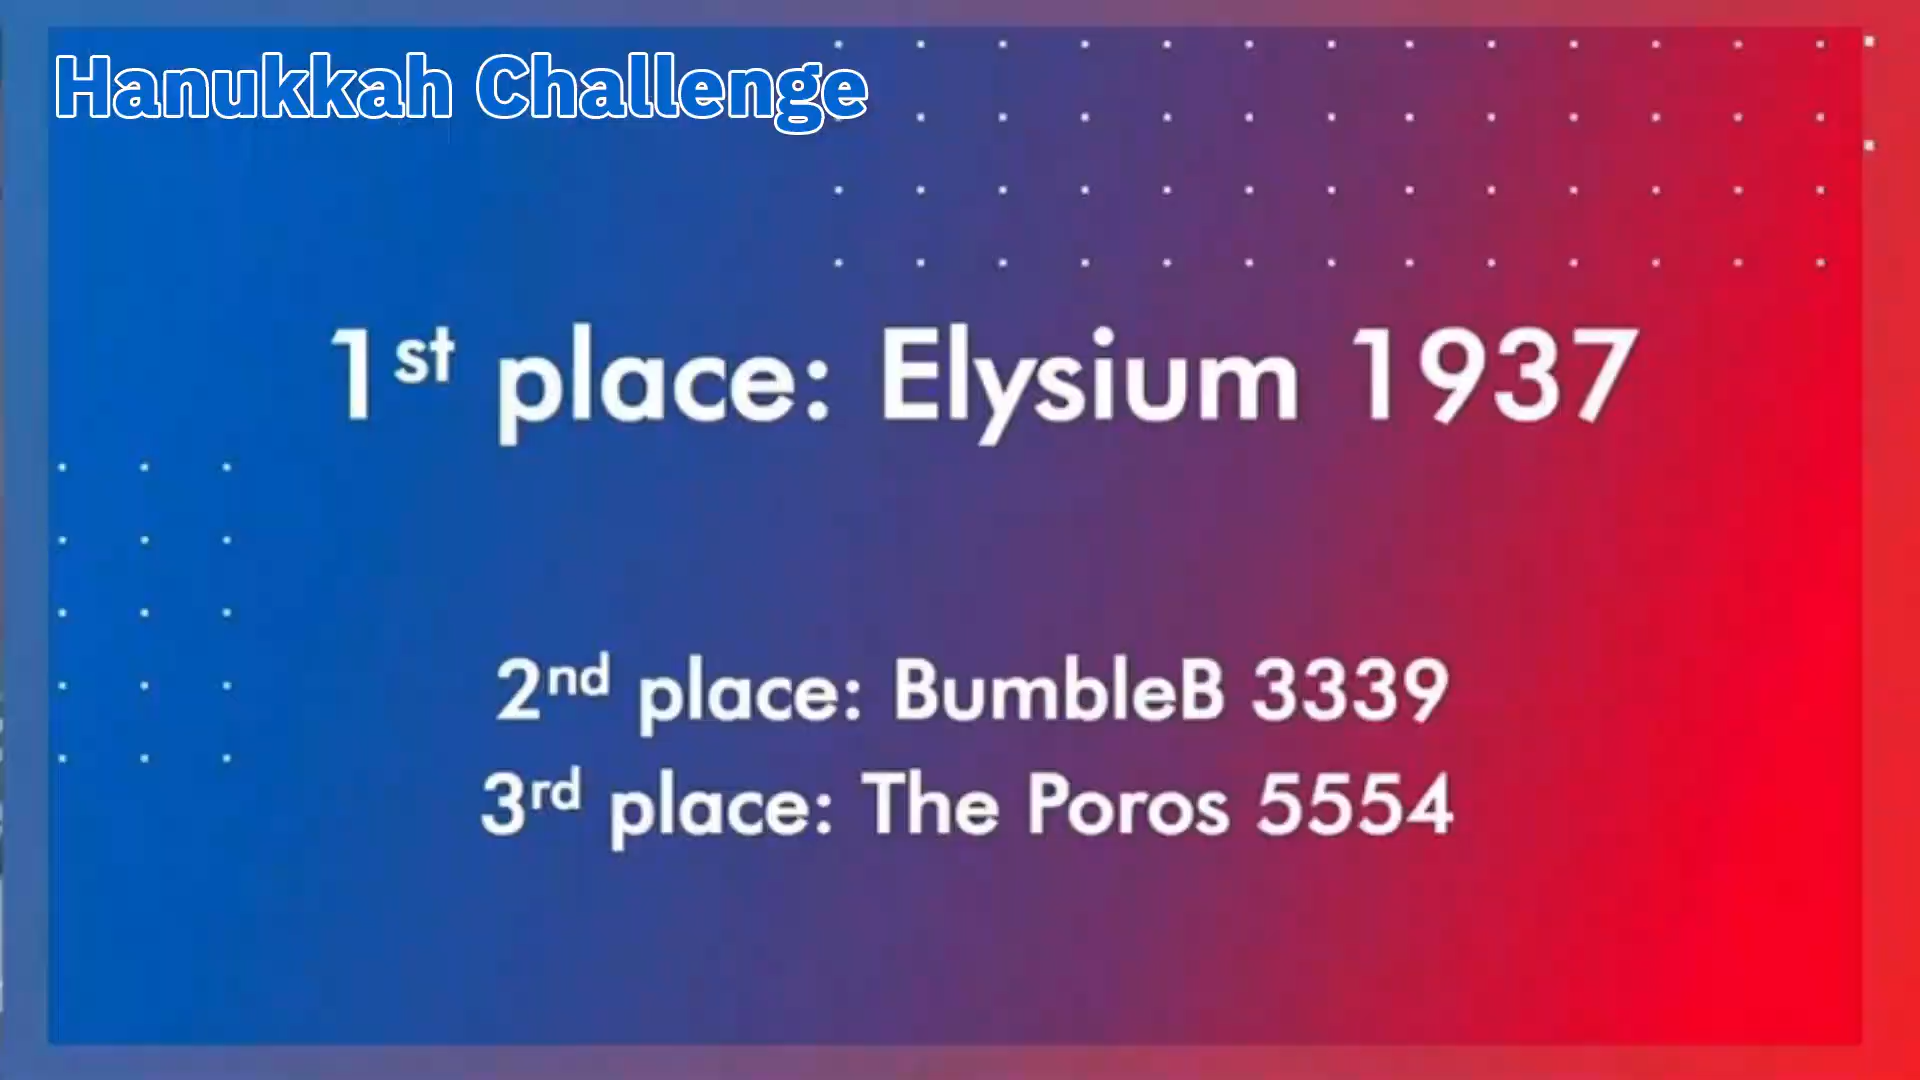 Hanukkah Challenge
1st place: Elysium 1937
2nd place: BumbleB 3339
3rd place: The Poros 5554